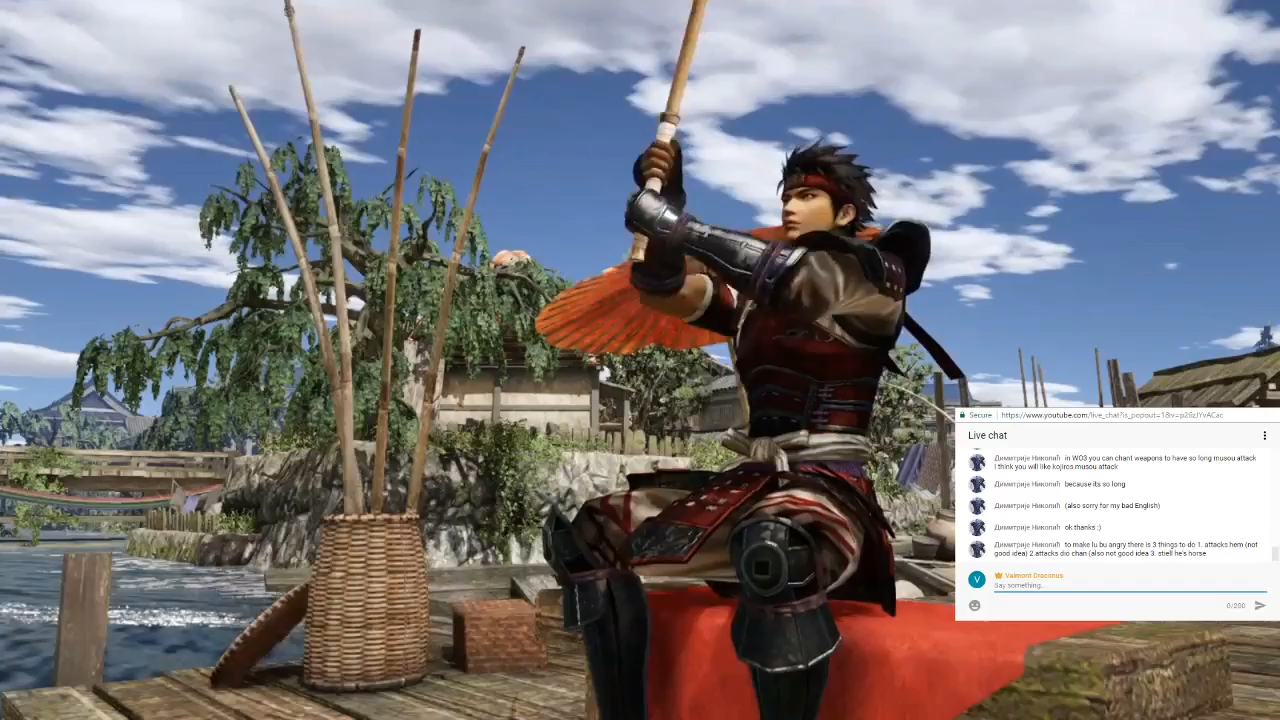 Secure https://www.youtube.com/live_chat?is_popout=1&v=p26zJYvACac
Live chat
Димитрије Николић in WO3 you can chant weapons to have so long musou attack
I think you will like kojiros musou attack
Димитрије Николић because its so long
Димитрије Николић (also sorry for my bad English)
Димитрије Николић ok thanks :)
Димитрије Николић to make lu bu angry there is 3 things to do 1. attacks hem (not
good idea) 2.attacks dio chan (also not good idea 3. stiell he's horse
V Valmont Draconus
Say something...
0/200